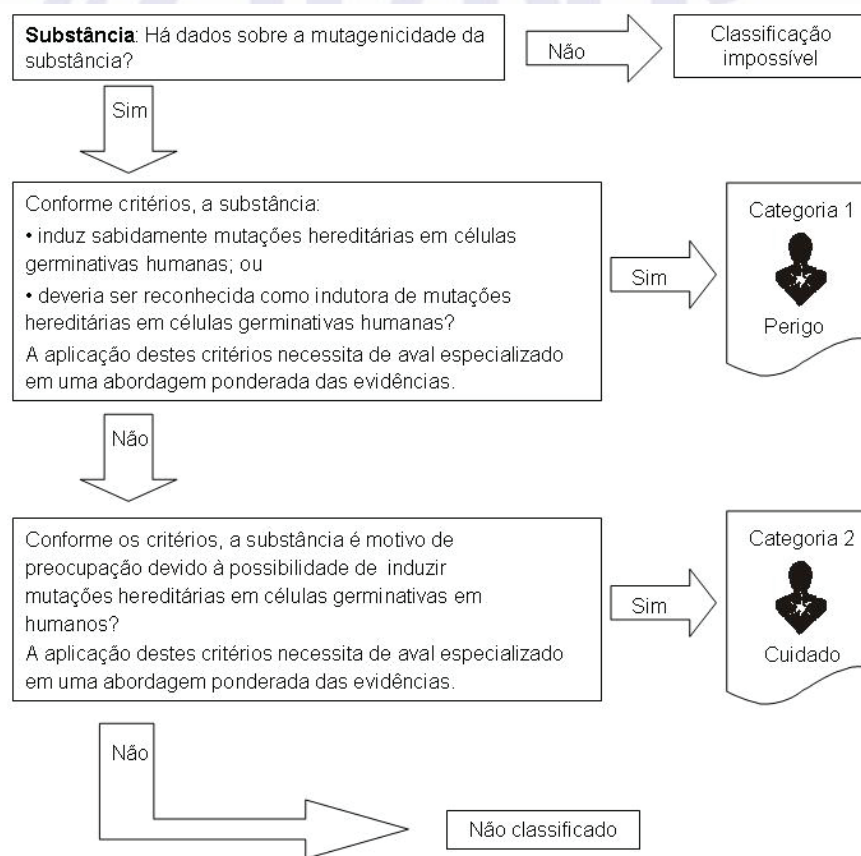 Substância: Há dados sobre a mutagenicidade da
substância?
Não
Classificação
impossível
Sim
Conforme critérios, a substância:
• induz sabidamente mutações hereditárias em células
germinativas humanas; ou
• deveria ser reconhecida como indutora de mutações
hereditárias em células germinativas humanas?
A aplicação destes critérios necessita de aval especializado
em uma abordagem ponderada das evidências.
Sim
Categoria 1
Perigo
Não
Conforme os critérios, a substância é motivo de
preocupação devido à possibilidade de induzir
mutações hereditárias em células germinativas em
humanos?
A aplicação destes critérios necessita de aval especializado
em uma abordagem ponderada das evidências.
Sim
Categoria 2
Cuidado
Não
Não classificado